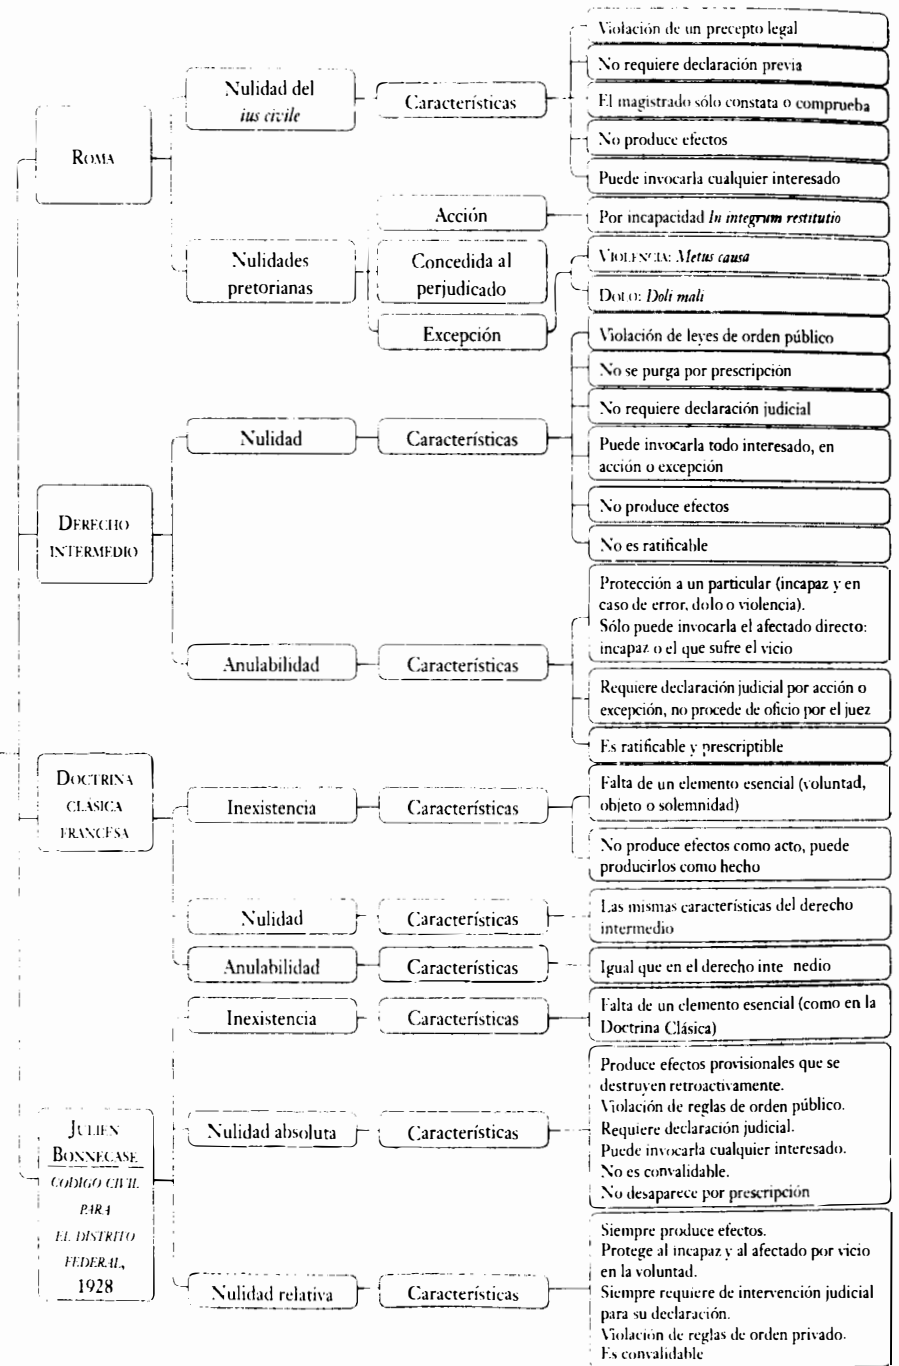 ROMA
Nulidad del
ius civile
Características
Violación de un precepto legal
No requiere declaración previa
El magistrado sólo constata o comprueba
No produce efectos
Puede invocarla cualquier interesado
Nulidades
pretorianas
Acción
Por incapacidad In integrum restitutio
Concedida al
perjudicado
Excepción
VIOLENCIA: Metus causa
DOLO: Doli mali
DERECHO
INTERMEDIO
Nulidad
Características
Violación de leyes de orden público
No se purga por prescripción
No requiere declaración judicial
Puede invocarla todo interesado, en
acción o excepción
No produce efectos
No es ratificable
Anulabilidad
Características
Protección a un particular (incapaz y en
caso de error, dolo o violencia).
Sólo puede invocarla el afectado directo:
incapaz o el que sufre el vicio
Requiere declaración judicial por acción o
excepción, no procede de oficio por el juez
Es ratificable y prescriptible
DOCTRINA
CLÁSICA
FRANCESA
Inexistencia
Características
Falta de un elemento esencial (voluntad,
objeto o solemnidad)
No produce efectos como acto, puede
producirlos como hecho
Nulidad
Características
Las mismas características del derecho
intermedio
Anulabilidad
Características
Igual que en el derecho inte nedio
JULIEN
BONNECASE
CODIGO CIVIL
PARA
EL DISTRITO
FEDERAL,
1928
Inexistencia
Características
Falta de un elemento esencial (como en la
Doctrina Clásica)
Nulidad absoluta
Características
Produce efectos provisionales que se
destruyen retroactivamente.
Violación de reglas de orden público.
Requiere declaración judicial.
Puede invocarla cualquier interesado.
No es convalidable.
No desaparece por prescripción
Nulidad relativa
Características
Siempre produce efectos.
Protege al incapaz y al afectado por vicio
en la voluntad.
Siempre requiere de intervención judicial
para su declaración.
Violación de reglas de orden privado.
Es convalidable